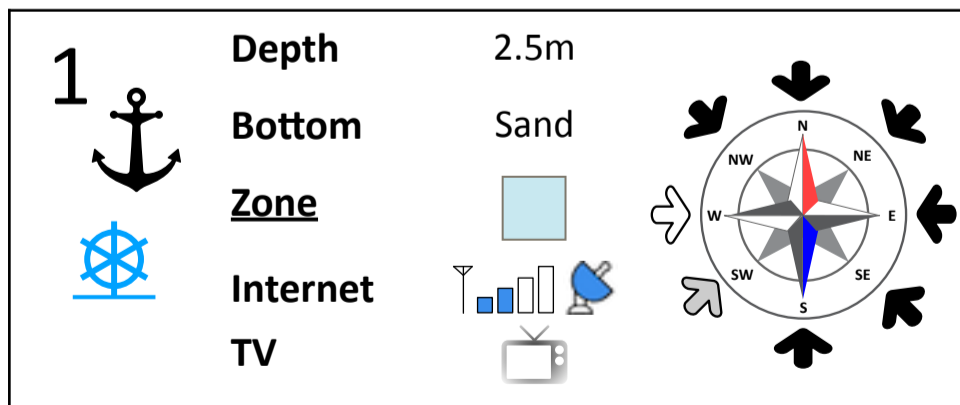 1
Depth 2.5m
Bottom Sand
Zone
Internet
TV
N
NW NE
W E
SW SE
S